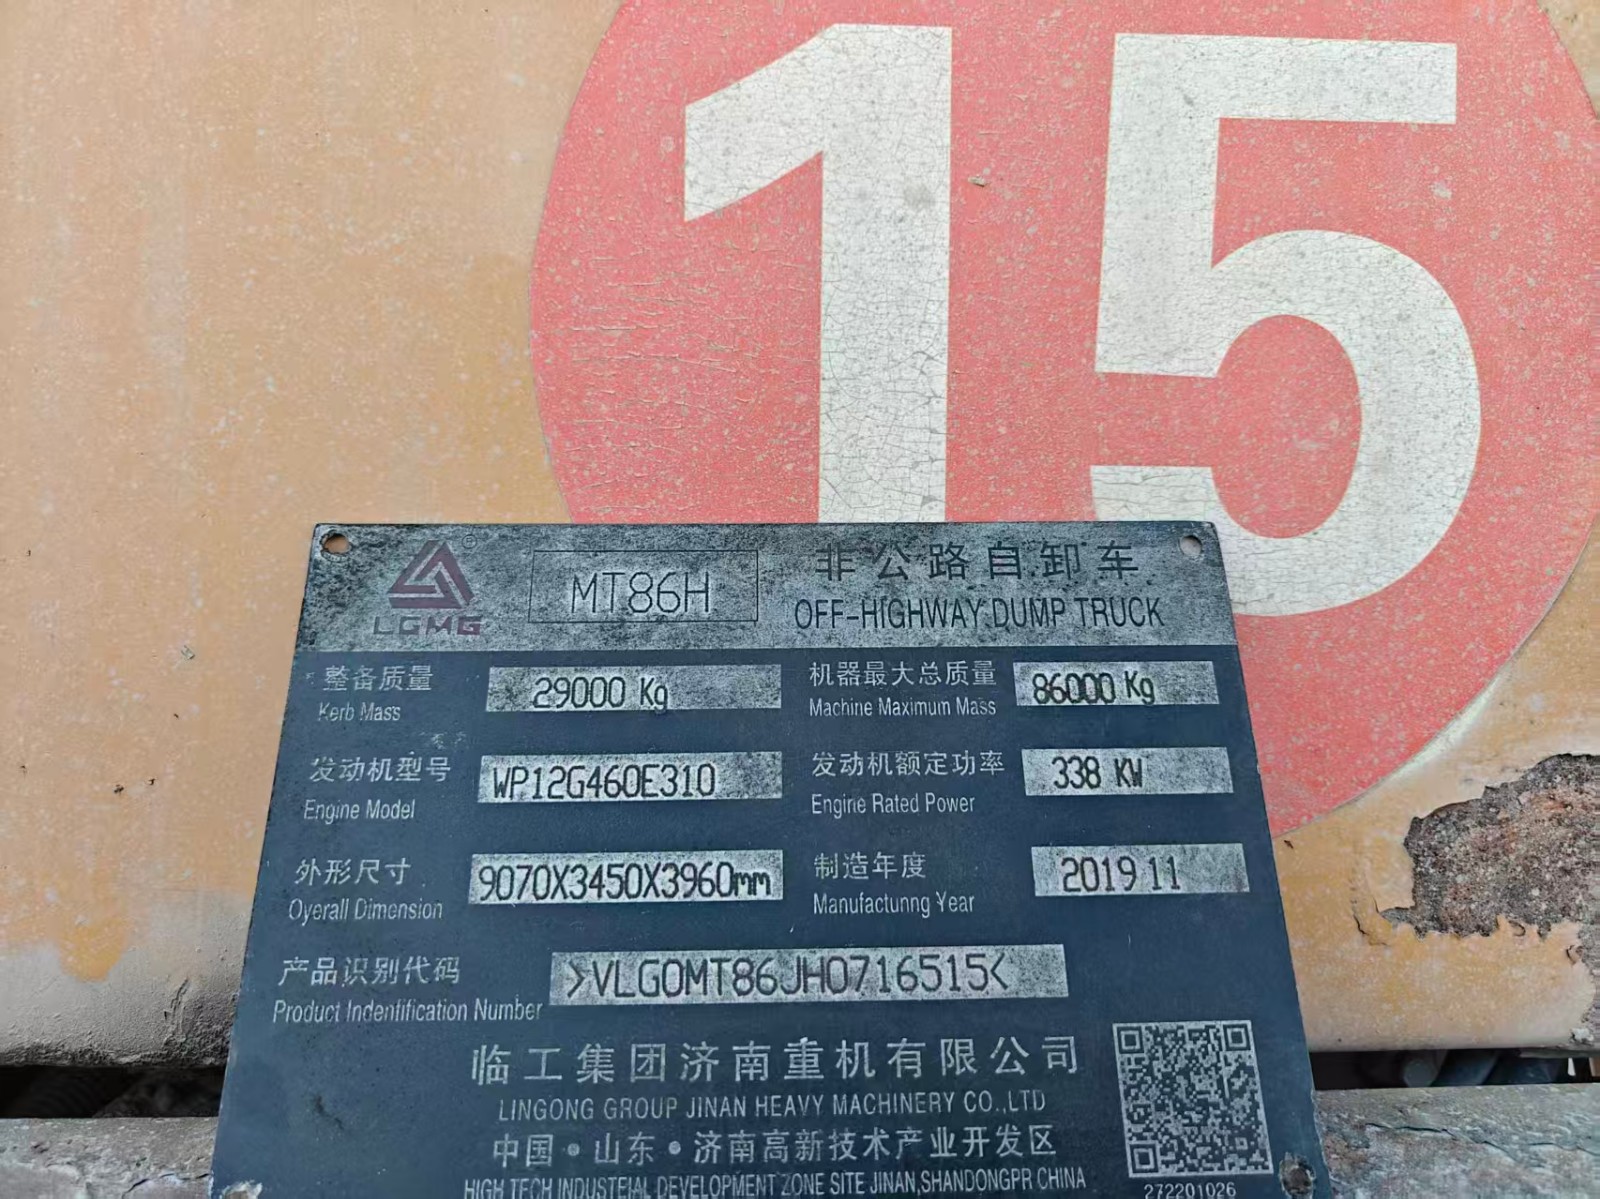 15
LGMG
MT86H
非公路自卸车
OFF-HIGHWAY DUMP TRUCK
整备质量 29000 Kg 机器最大总质量 86000 Kg
Kerb Mass Machine Maximum Mass
发动机型号 WP12G460E310 发动机额定功率 338 KW
Engine Model Engine Rated Power
外形尺寸 9070X3450X3960mm 制造年度 2019 11
Overall Dimension Manufacturing Year
产品识别代码 >VLG0MT86JH0716515<
Product Indentification Number
临工集团济南重机有限公司
LINGONG GROUP JINAN HEAVY MACHINERY CO.,LTD
中国·山东·济南高新技术产业开发区
HIGH TECH INDUSTEIAL DEVELOPMENT ZONE SITE JINAN,SHANDONGPR CHINA
272201026